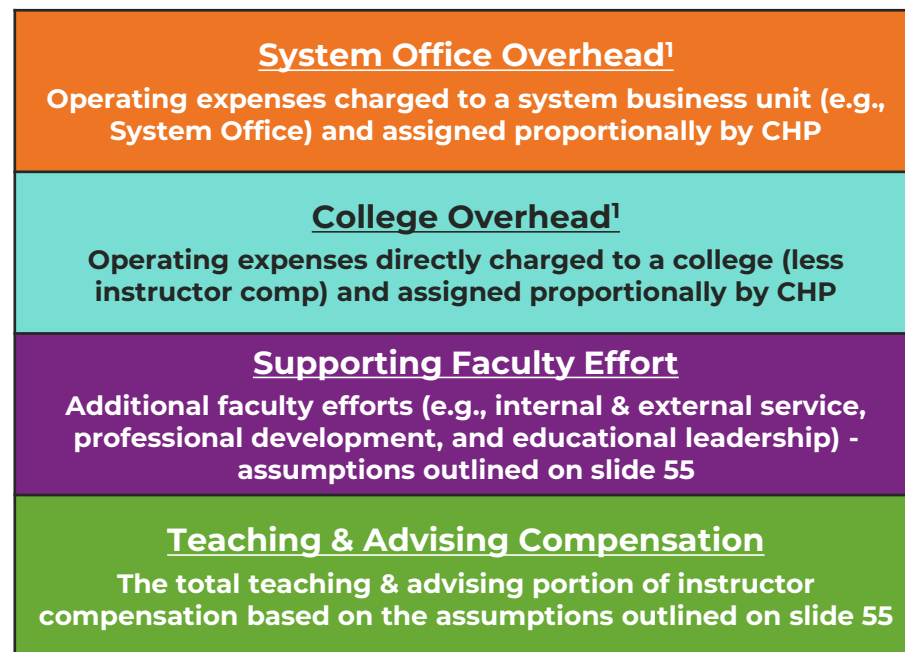 System Office Overhead¹
Operating expenses charged to a system business unit (e.g.,
System Office) and assigned proportionally by CHP
College Overhead¹
Operating expenses directly charged to a college (less
instructor comp) and assigned proportionally by CHP
Supporting Faculty Effort
Additional faculty efforts (e.g., internal & external service,
professional development, and educational leadership) -
assumptions outlined on slide 55
Teaching & Advising Compensation
The total teaching & advising portion of instructor
compensation based on the assumptions outlined on slide 55